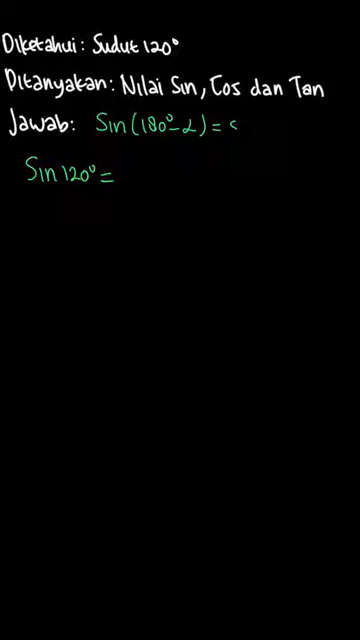 Diketahui: Sudut 120°
Ditanyakan: Nilai Sin, Cos dan Tan
Jawab: Sin (180° - α) = s
Sin 120° =